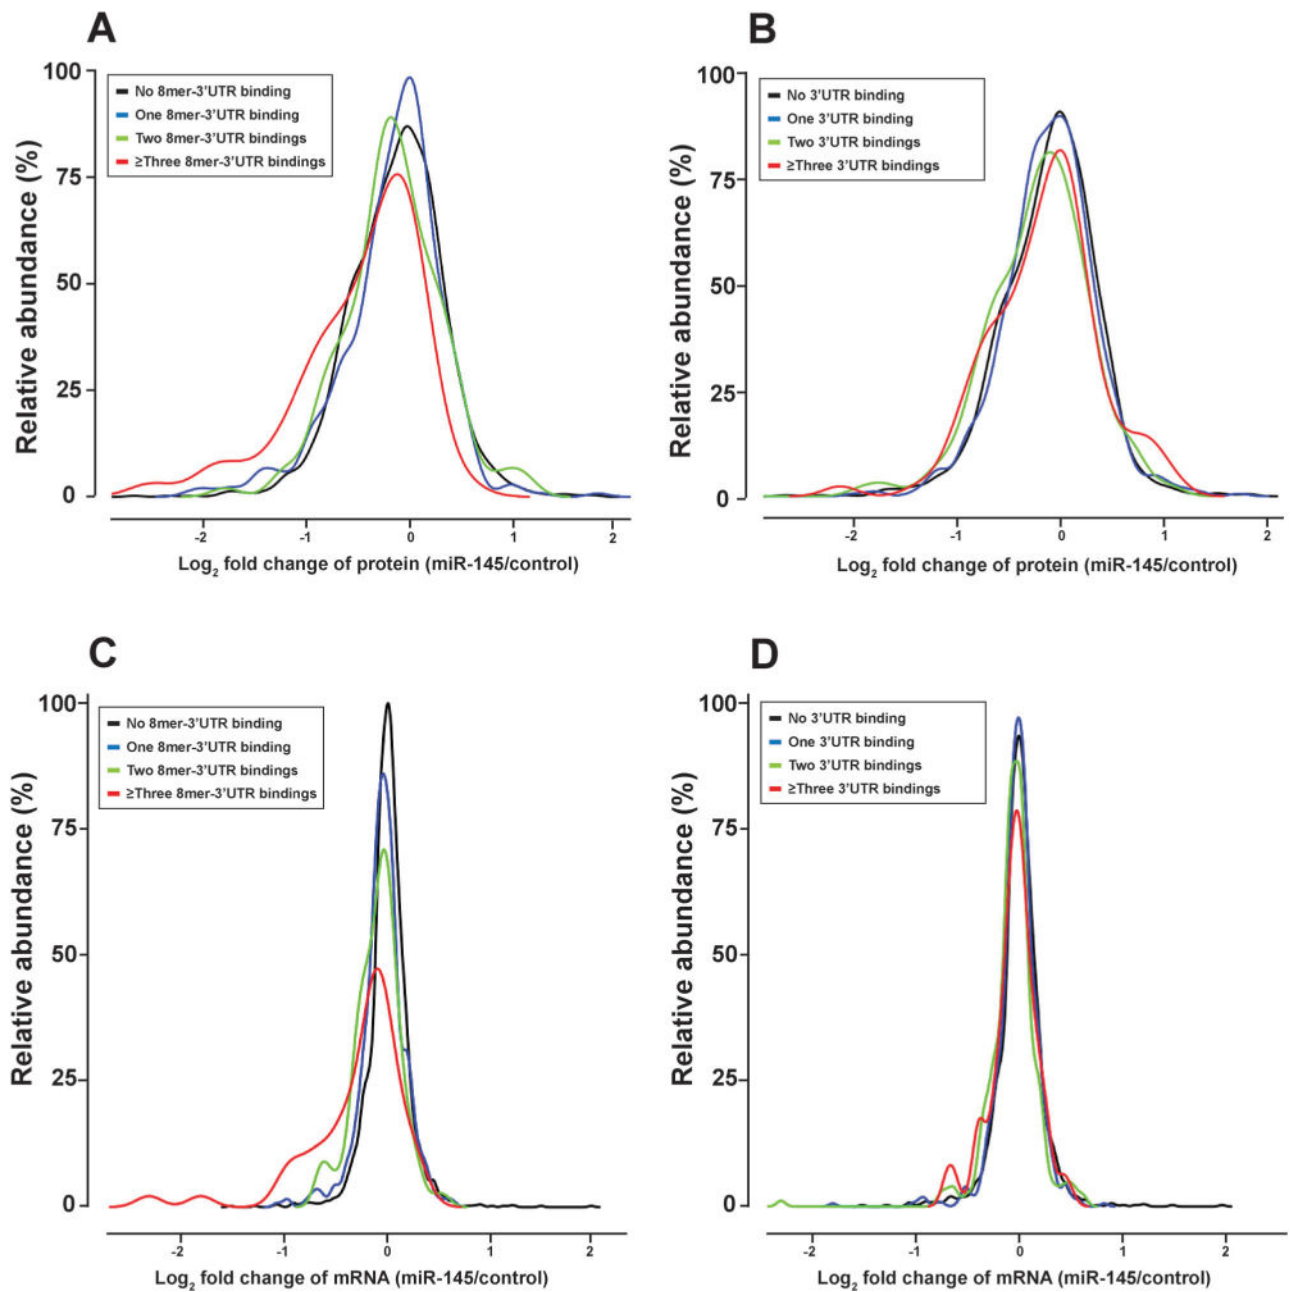 A
100
75
50
25
0
Relative abundance (%)
No 8mer-3'UTR binding
One 8mer-3'UTR binding
Two 8mer-3'UTR bindings
≥Three 8mer-3'UTR bindings
-2 -1 0 1 2
Log2 fold change of protein (miR-145/control)
B
100
75
50
25
0
Relative abundance (%)
No 3'UTR binding
One 3'UTR binding
Two 3'UTR bindings
≥Three 3'UTR bindings
-2 -1 0 1 2
Log2 fold change of protein (miR-145/control)
C
100
75
50
25
0
Relative abundance (%)
No 8mer-3'UTR binding
One 8mer-3'UTR binding
Two 8mer-3'UTR bindings
≥Three 8mer-3'UTR bindings
-2 -1 0 1 2
Log2 fold change of mRNA (miR-145/control)
D
100
75
50
25
0
Relative abundance (%)
No 3'UTR binding
One 3'UTR binding
Two 3'UTR bindings
≥Three 3'UTR bindings
-2 -1 0 1 2
Log2 fold change of mRNA (miR-145/control)